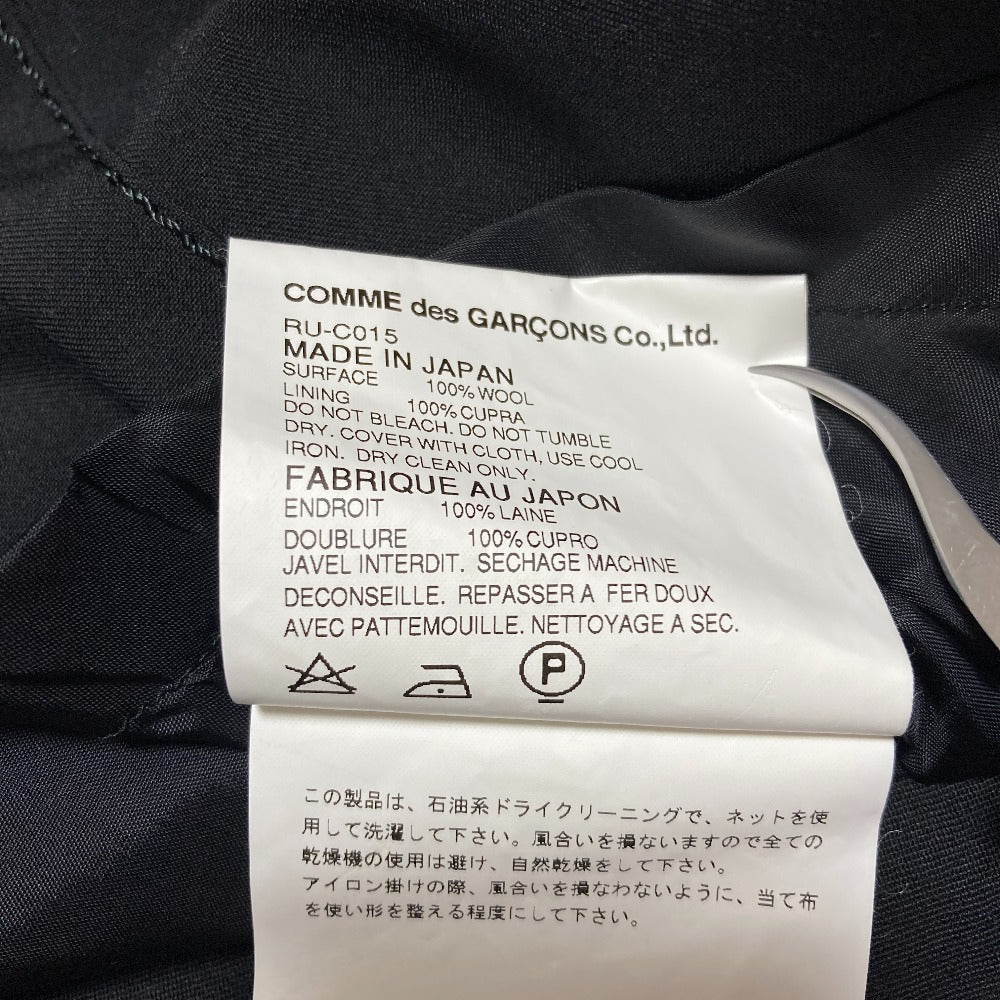 COMME des GARÇONS Co.,Ltd.
RU-C015
MADE IN JAPAN
SURFACE 100% WOOL
LINING 100% CUPRA
DO NOT BLEACH. DO NOT TUMBLE
DRY. COVER WITH CLOTH, USE COOL
IRON. DRY CLEAN ONLY.
FABRIQUE AU JAPON
ENDROIT 100% LAINE
DOUBLURE 100% CUPRO
JAVEL INTERDIT. SECHAGE MACHINE
DECONSEILLE. REPASSER A FER DOUX
AVEC PATTEMOUILLE. NETTOYAGE A SEC.
P
この製品は、石油系ドライクリーニングで、ネットを使
用して洗濯して下さい。風合いを損ないますので全ての
乾燥機の使用は避け、自然乾燥をして下さい。
アイロン掛けの際、風合いを損なわないように、当て布
を使い形を整える程度にして下さい。